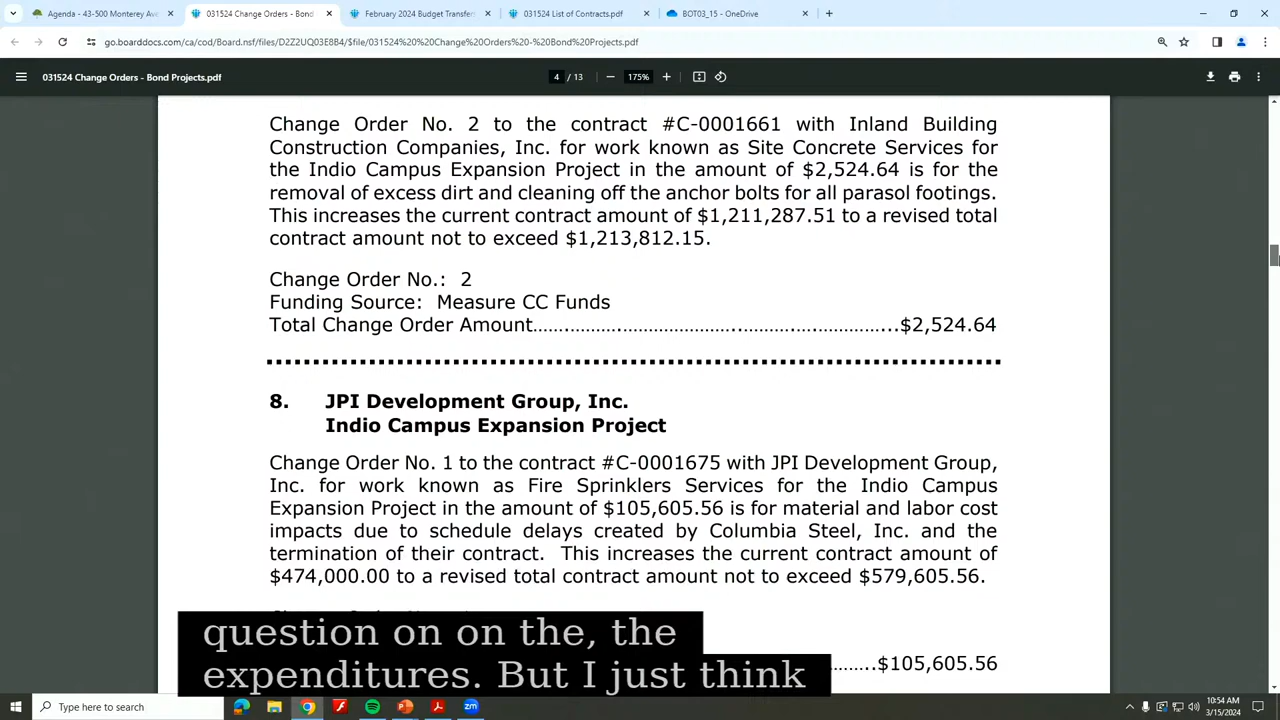 Agenda - 43-500 Monterey Ave
031524 Change Orders - Bond
February 2024 Budget Transfer
031524 List of Contracts.pdf
BOT03_15 - OneDrive
go.boarddocs.com/ca/cod/Board.nsf/files/D2Z2UQ03E8B4/$file/031524%20%20Change%20Orders%20-%20Bond%20Projects.pdf
031524 Change Orders - Bond Projects.pdf
4 / 13
175%
Change Order No. 2 to the contract #C-0001661 with Inland Building
Construction Companies, Inc. for work known as Site Concrete Services for
the Indio Campus Expansion Project in the amount of $2,524.64 is for the
removal of excess dirt and cleaning off the anchor bolts for all parasol footings.
This increases the current contract amount of $1,211,287.51 to a revised total
contract amount not to exceed $1,213,812.15.
Change Order No.: 2
Funding Source: Measure CC Funds
Total Change Order Amount…….……………………………..……….….……………...$2,524.64
8. JPI Development Group, Inc.
Indio Campus Expansion Project
Change Order No. 1 to the contract #C-0001675 with JPI Development Group,
Inc. for work known as Fire Sprinklers Services for the Indio Campus
Expansion Project in the amount of $105,605.56 is for material and labor cost
impacts due to schedule delays created by Columbia Steel, Inc. and the
termination of their contract. This increases the current contract amount of
$474,000.00 to a revised total contract amount not to exceed $579,605.56.
question on on the, the
expenditures. But I just think
………..$105,605.56
Type here to search
10:54 AM
3/15/2024